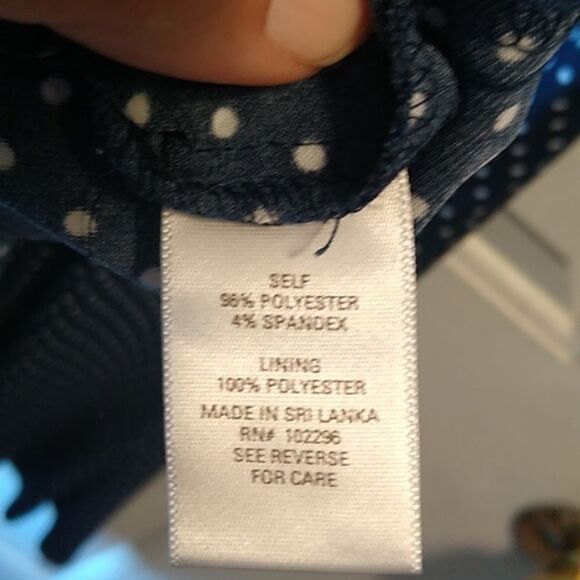 SELF
96% POLYESTER
4% SPANDEX
LINING
100% POLYESTER
MADE IN SRI LANKA
RN# 102296
SEE REVERSE
FOR CARE